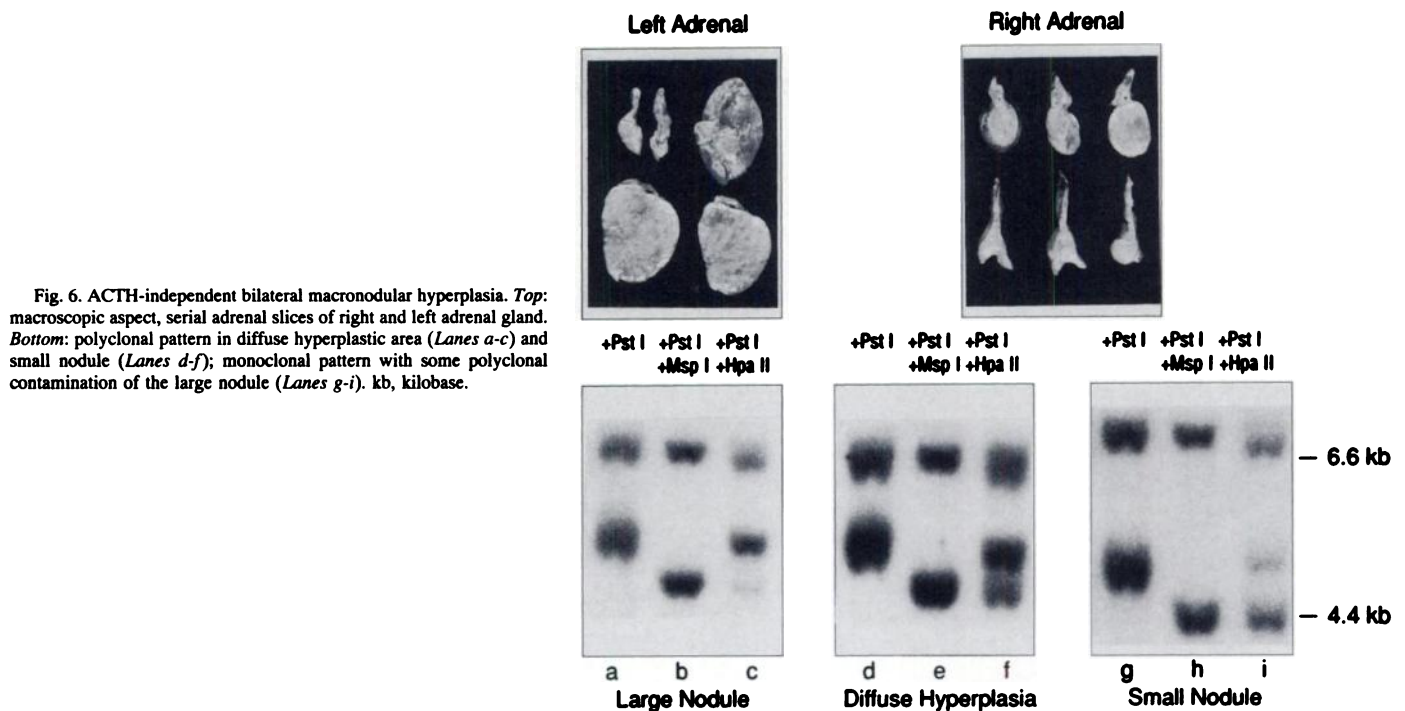 Left Adrenal
Right Adrenal
Fig. 6. ACTH-independent bilateral macronodular hyperplasia. Top:
macroscopic aspect, serial adrenal slices of right and left adrenal gland.
Bottom: polyclonal pattern in diffuse hyperplastic area (Lanes a-c) and
small nodule (Lanes d-f); monoclonal pattern with some polyclonal
contamination of the large nodule (Lanes g-i). kb, kilobase.
+Pst I +Pst I +Pst I
+Msp I +Hpa II
+Pst I +Pst I +Pst I
+Msp I +Hpa II
+Pst I +Pst I +Pst I
+Msp I +Hpa II
– 6.6 kb
– 4.4 kb
a b c
Large Nodule
d e f
Diffuse Hyperplasia
g h i
Small Nodule